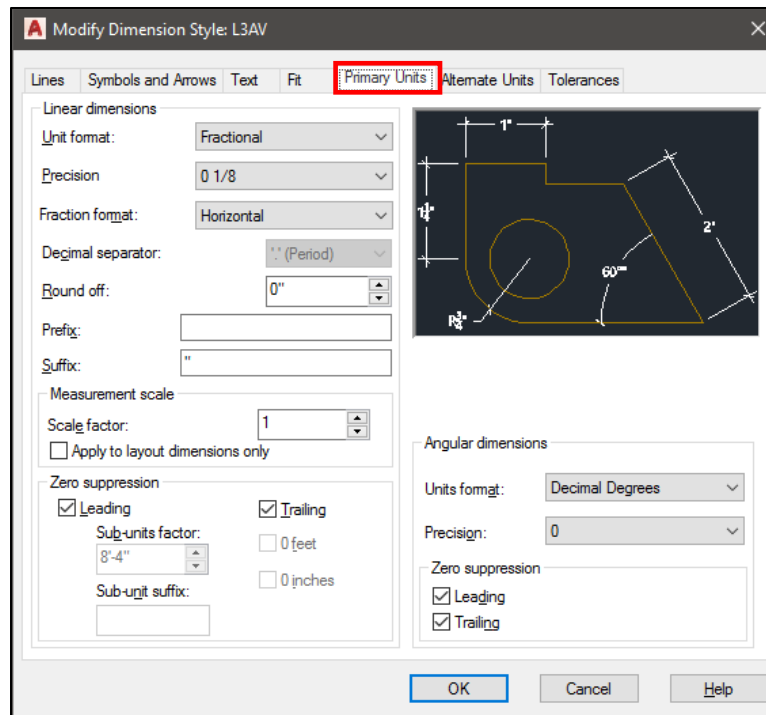 Modify Dimension Style: L3AV
Lines Symbols and Arrows Text Fit Primary Units Alternate Units Tolerances
Linear dimensions
Unit format: Fractional
Precision 0 1/8
Fraction format: Horizontal
Decimal separator: '.' (Period)
Round off: 0"
Prefix:
Suffix: "
Measurement scale
Scale factor: 1
Apply to layout dimensions only
Zero suppression
Leading Trailing
Sub-units factor:
8'-4"
0 feet
0 inches
Sub-unit suffix:
1"
2"
Angular dimensions
Units format: Decimal Degrees
Precision: 0
Zero suppression
Leading
Trailing
OK Cancel Help